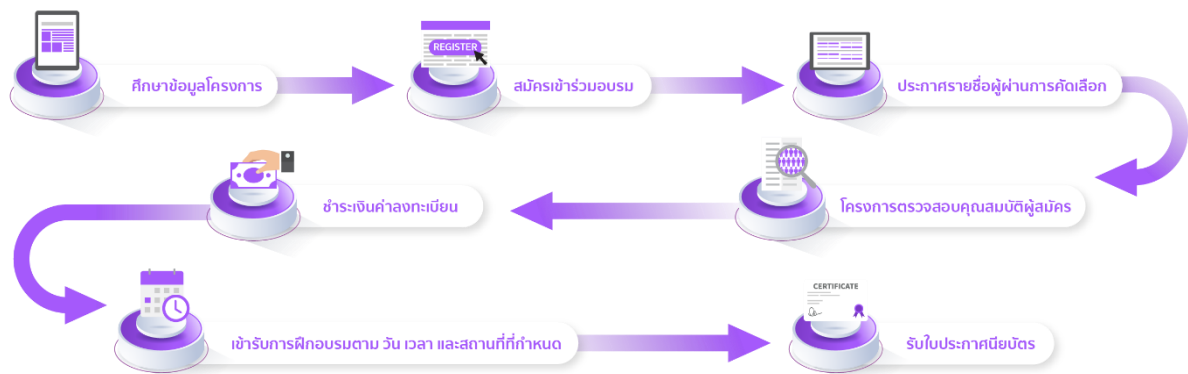 REGISTER
ศึกษาข้อมูลโครงการ
สมัครเข้าร่วมอบรม
ประกาศรายชื่อผู้ผ่านการคัดเลือก
โครงการตรวจสอบคุณสมบัติผู้สมัคร
ชำระเงินค่าลงทะเบียน
CERTIFICATE
เข้ารับการฝึกอบรมตาม วัน เวลา และสถานที่ที่กำหนด
รับใบประกาศนียบัตร